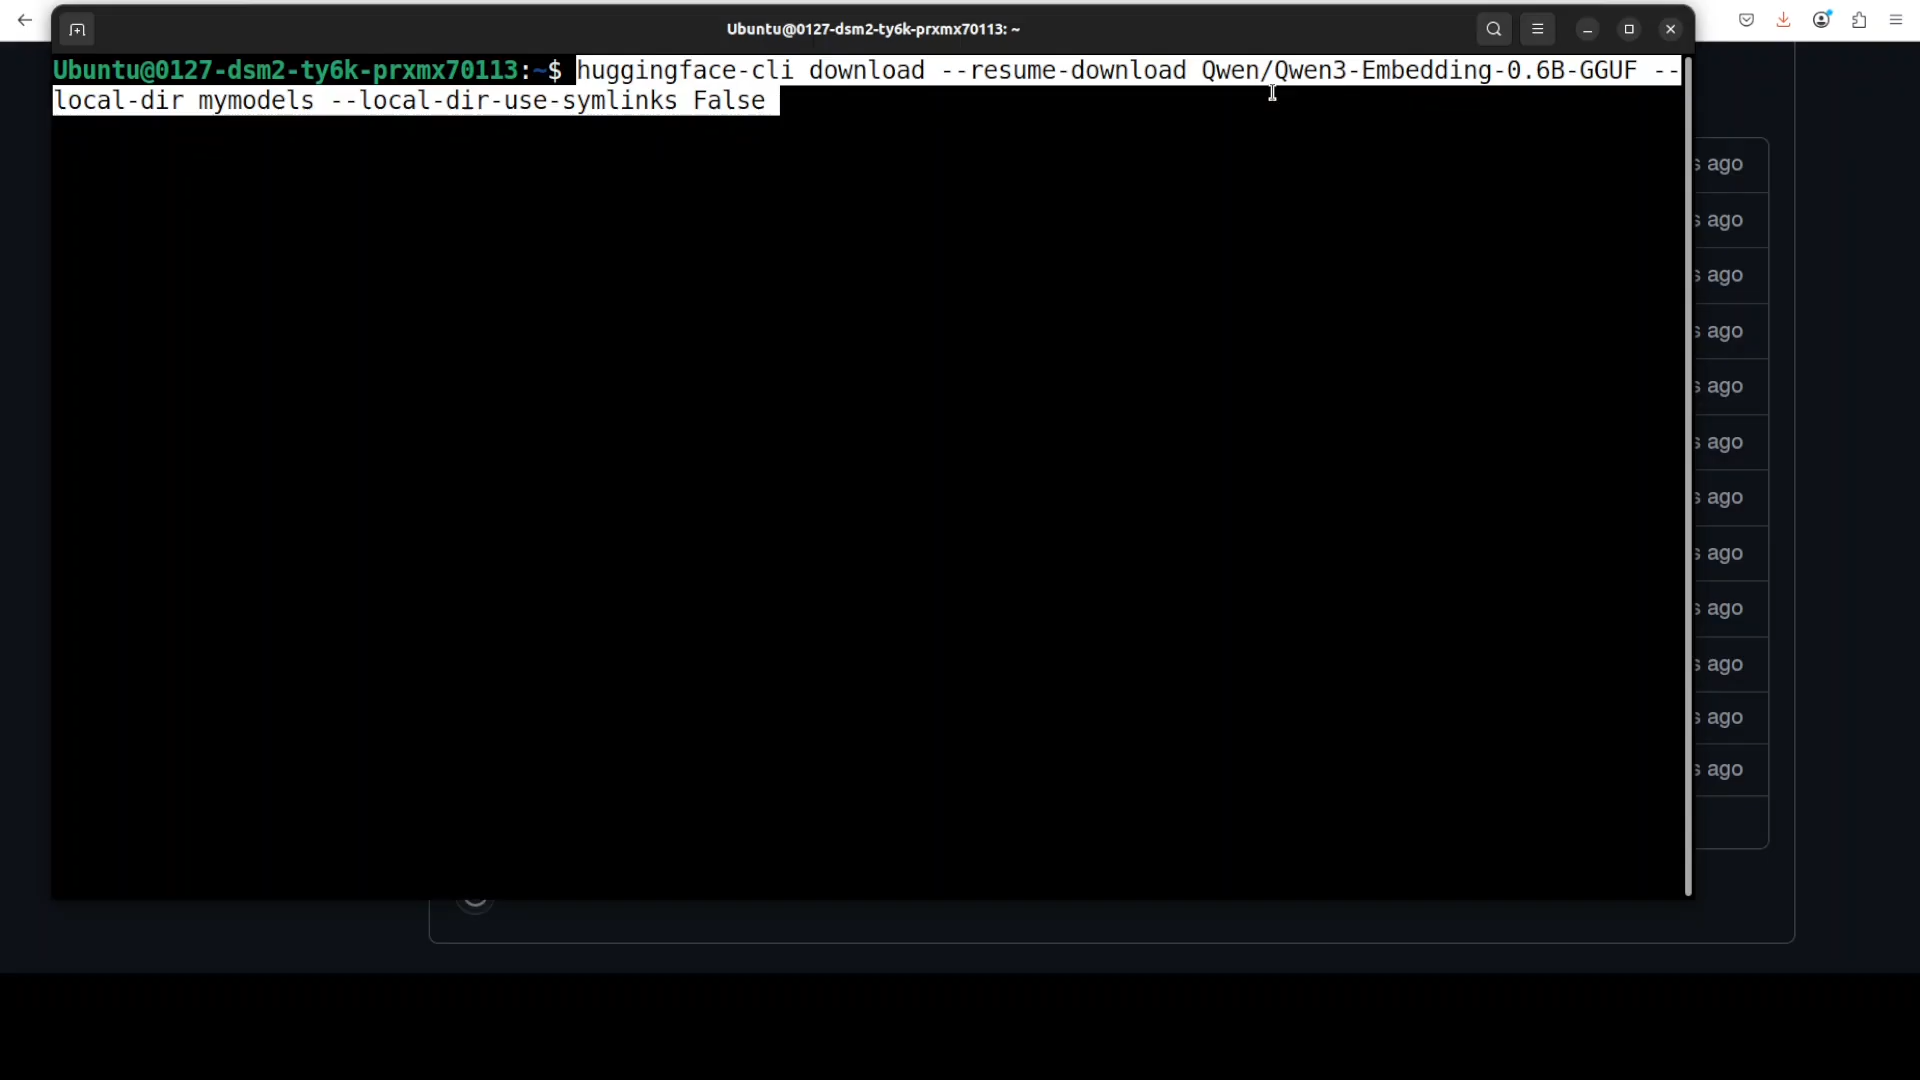 Ubuntu@0127-dsm2-ty6k-prxmx70113: ~
Ubuntu@0127-dsm2-ty6k-prxmx70113:~$ huggingface-cli download --resume-download Qwen/Qwen3-Embedding-0.6B-GGUF --
local-dir mymodels --local-dir-use-symlinks False
s ago
s ago
s ago
s ago
s ago
s ago
s ago
s ago
s ago
s ago
s ago
s ago